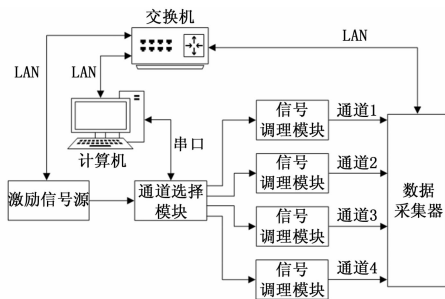 交换机
LAN
LAN
LAN
计算机
串口
激励信号源
通道选择
模块
信号
调理模块
通道1
信号
调理模块
通道2
信号
调理模块
通道3
信号
调理模块
通道4
数据
采集器